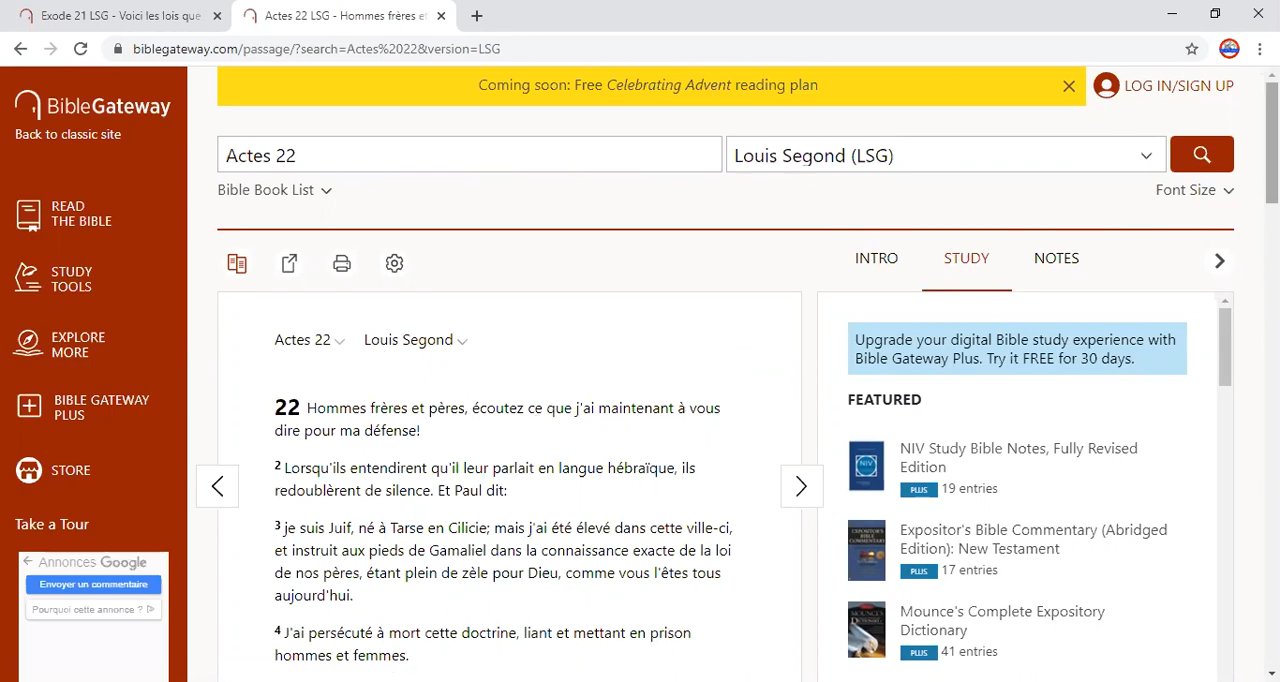 Exode 21 LSG - Voici les lois que
Actes 22 LSG - Hommes frères et
biblegateway.com/passage/?search=Actes%2022&version=LSG
BibleGateway
Back to classic site
READ
THE BIBLE
STUDY
TOOLS
EXPLORE
MORE
BIBLE GATEWAY
PLUS
STORE
Take a Tour
Annonces Google
Envoyer un commentaire
Pourquoi cette annonce ?
Coming soon: Free Celebrating Advent reading plan
LOG IN/SIGN UP
Actes 22
Louis Segond (LSG)
Bible Book List
Font Size
INTRO
STUDY
NOTES
Actes 22
Louis Segond
22 Hommes frères et pères, écoutez ce que j'ai maintenant à vous
dire pour ma défense!
2 Lorsqu'ils entendirent qu'il leur parlait en langue hébraïque, ils
redoublèrent de silence. Et Paul dit:
3 je suis Juif, né à Tarse en Cilicie; mais j'ai été élevé dans cette ville-ci,
et instruit aux pieds de Gamaliel dans la connaissance exacte de la loi
de nos pères, étant plein de zèle pour Dieu, comme vous l'êtes tous
aujourd'hui.
4 J'ai persécuté à mort cette doctrine, liant et mettant en prison
hommes et femmes.
Upgrade your digital Bible study experience with
Bible Gateway Plus. Try it FREE for 30 days.
FEATURED
NIV Study Bible Notes, Fully Revised
Edition
PLUS 19 entries
Expositor's Bible Commentary (Abridged
Edition): New Testament
PLUS 17 entries
Mounce's Complete Expository
Dictionary
PLUS 41 entries